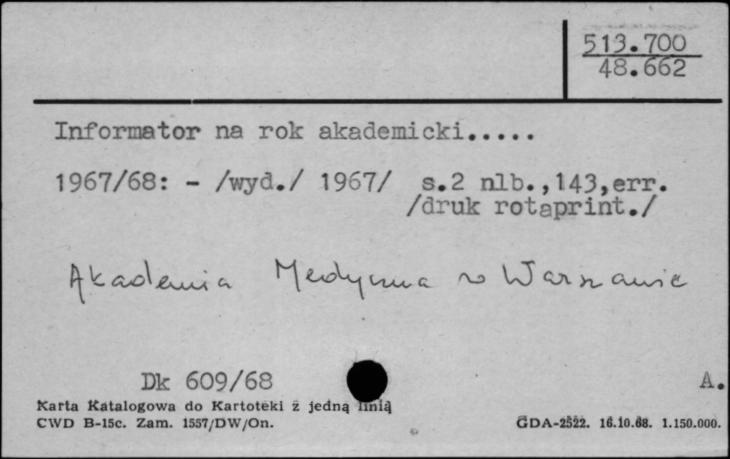 513.700
48.662
Informator na rok akademicki.....
1967/68: - /wyd./ 1967/ s.2 nlb.,143,err.
/druk rotaprint./
Akademia Medyczna w Warszawie
Dk 609/68
A.
Karta Katalogowa do Kartoteki z jedną linią
CWD B-15c. Zam. 1557/DW/On.
GDA-2522. 16.10.68. 1.150.000.